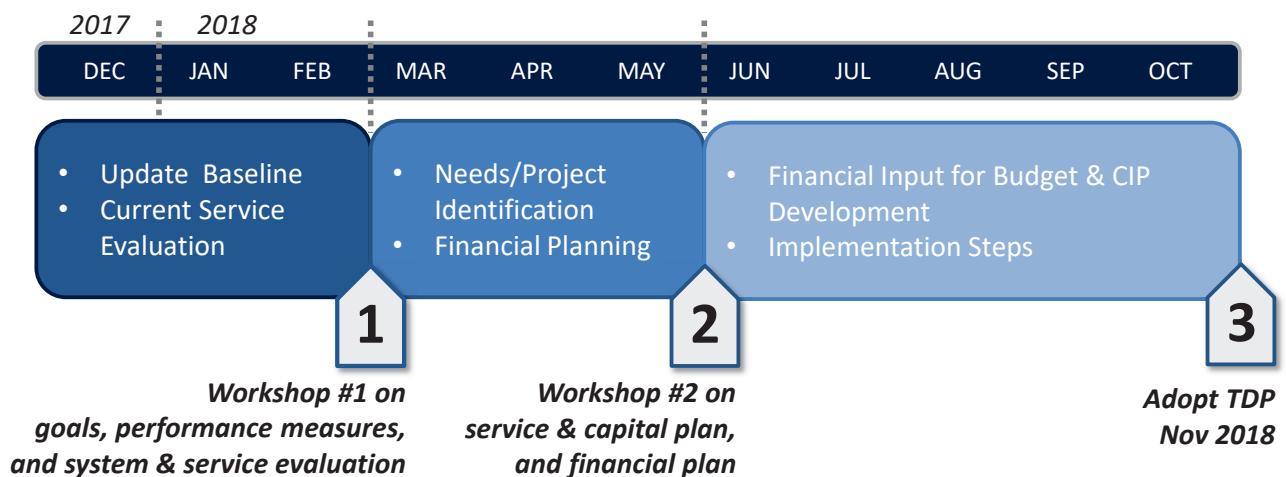 2017 2018
DEC JAN FEB MAR APR MAY JUN JUL AUG SEP OCT
• Update Baseline
• Current Service
Evaluation
• Needs/Project
Identification
• Financial Planning
• Financial Input for Budget & CIP
Development
• Implementation Steps
1
2
3
Workshop #1 on
goals, performance measures,
and system & service evaluation
Workshop #2 on
service & capital plan,
and financial plan
Adopt TDP
Nov 2018